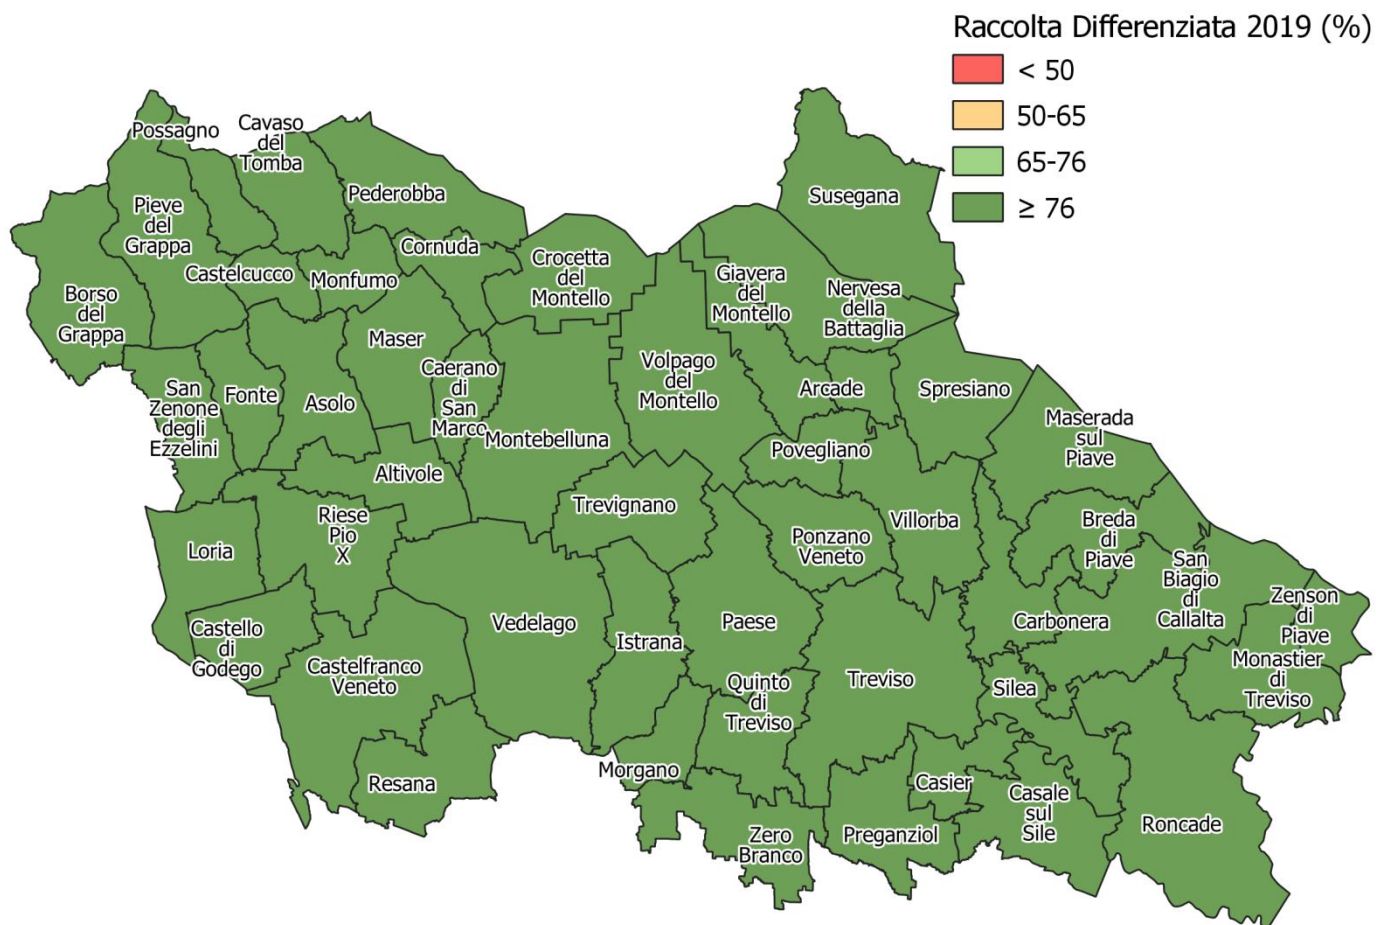 Raccolta Differenziata 2019 (%)
< 50
50-65
65-76
≥ 76
Possagno
Cavaso
del
Tomba
Pederobba
Susegana
Pieve
del
Grappa
Cornuda
Castelcucco
Monfumo
Crocetta
del
Montello
Giavera
del
Montello
Nervesa
della
Battaglia
Borso
del
Grappa
Maser
Caerano
di
San
Marco
Volpago
del
Montello
Arcade
Spresiano
San
Zenone
degli
Ezzelini
Fonte
Asolo
Montebelluna
Maserada
sul
Piave
Povegliano
Altivole
Trevignano
Riese
Pio
X
Loria
Ponzano
Veneto
Villorba
Breda
di
Piave
San
Biagio
di
Callalta
Zenson
di
Piave
Vedelago
Istrana
Paese
Carbonera
Castello
di
Godego
Castelfranco
Veneto
Quinto
di
Treviso
Treviso
Silea
Monastier
di
Treviso
Resana
Morgano
Casier
Casale
sul
Sile
Zero
Branco
Preganziol
Roncade